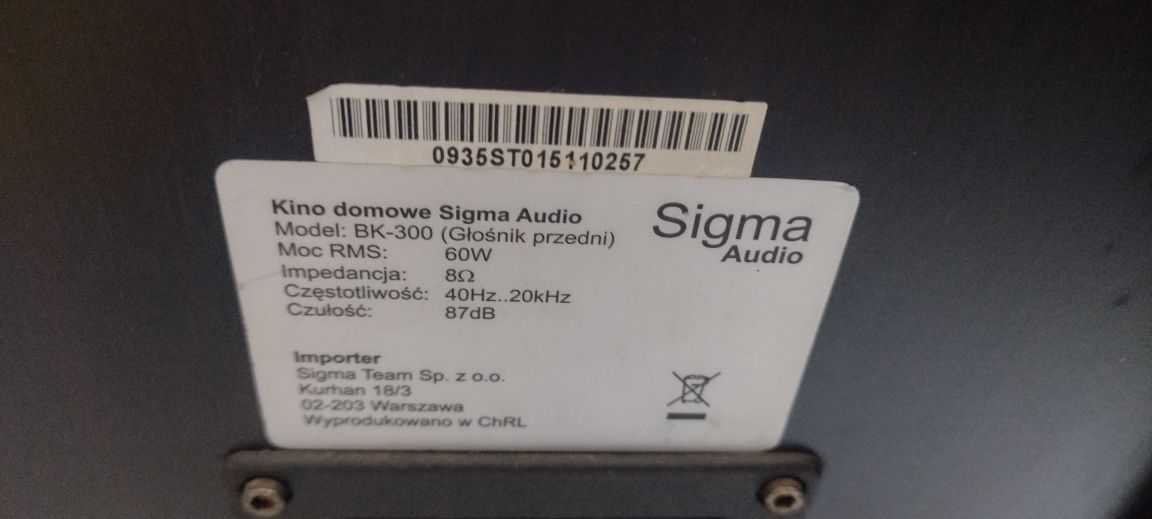 0935ST015110257
Kino domowe Sigma Audio
Model: BK-300 (Głośnik przedni)
Moc RMS: 60W
Impedancja: 8Ω
Częstotliwość: 40Hz..20kHz
Czułość: 87dB
Sigma
Audio
Importer
Sigma Team Sp. z o.o.
Kurhan 18/3
02-203 Warszawa
Wyprodukowano w ChRL